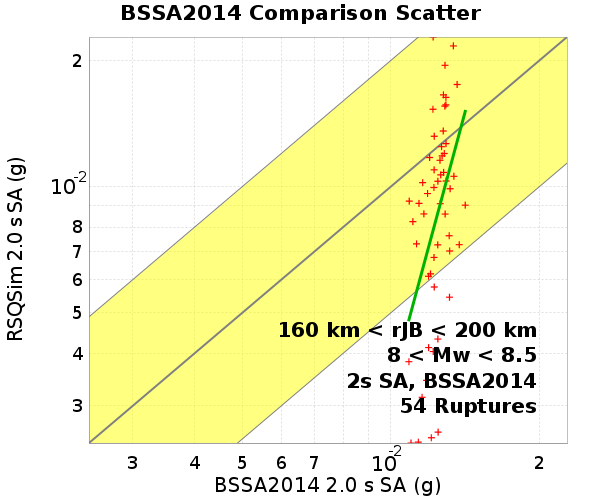 BSSA2014 Comparison Scatter
RSQSim 2.0 s SA (g)
2
10-2
8
7
6
5
4
3
160 km < rJB < 200 km
8 < Mw < 8.5
2s SA, BSSA2014
54 Ruptures
3 4 5 6 7 10-2 2
BSSA2014 2.0 s SA (g)